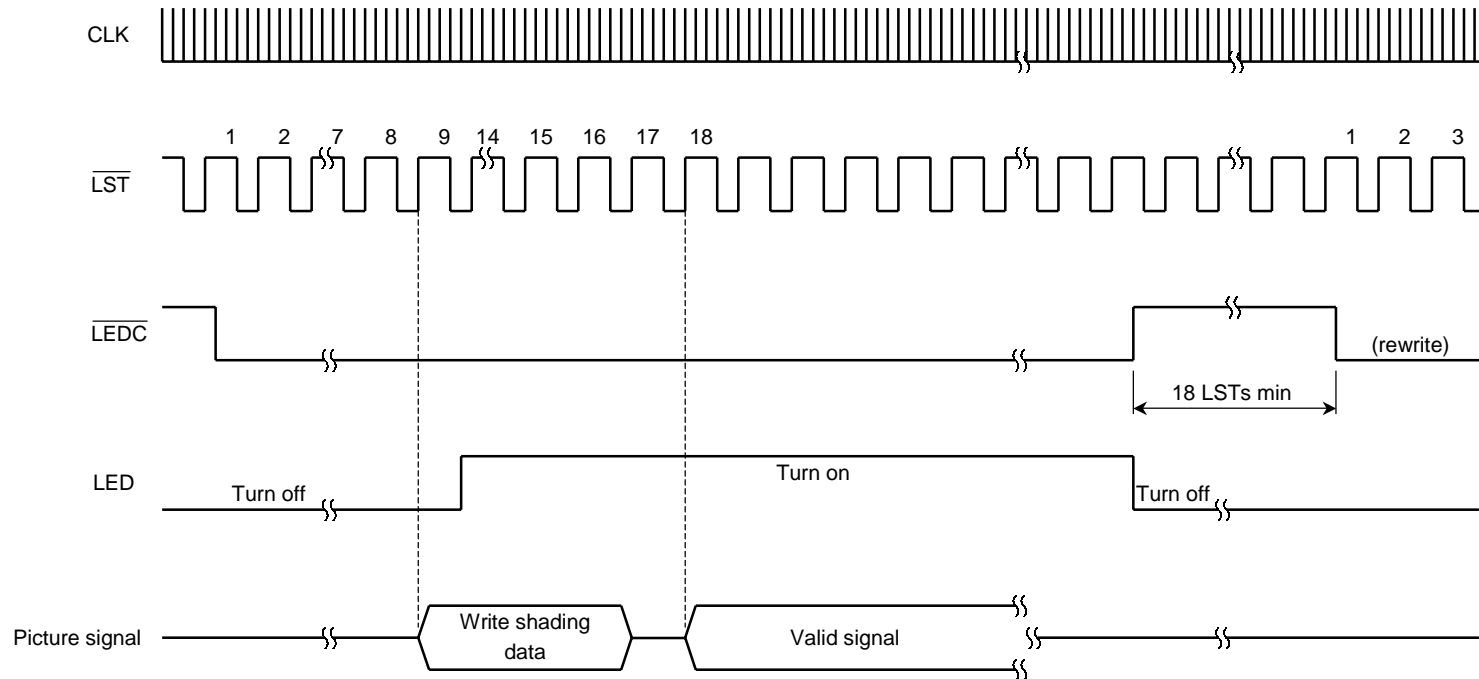 CLK
1 2 7 8 9 14 15 16 17 18 1 2 3
LST
LEDC
(rewrite)
18 LSTs min
LED
Turn off
Turn on
Turn off
Picture signal
Write shading
data
Valid signal